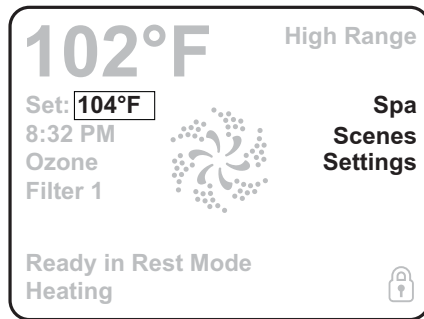 102°F
High Range
Set: 104°F
8:32 PM
Ozone
Filter 1
Spa
Scenes
Settings
Ready in Rest Mode
Heating